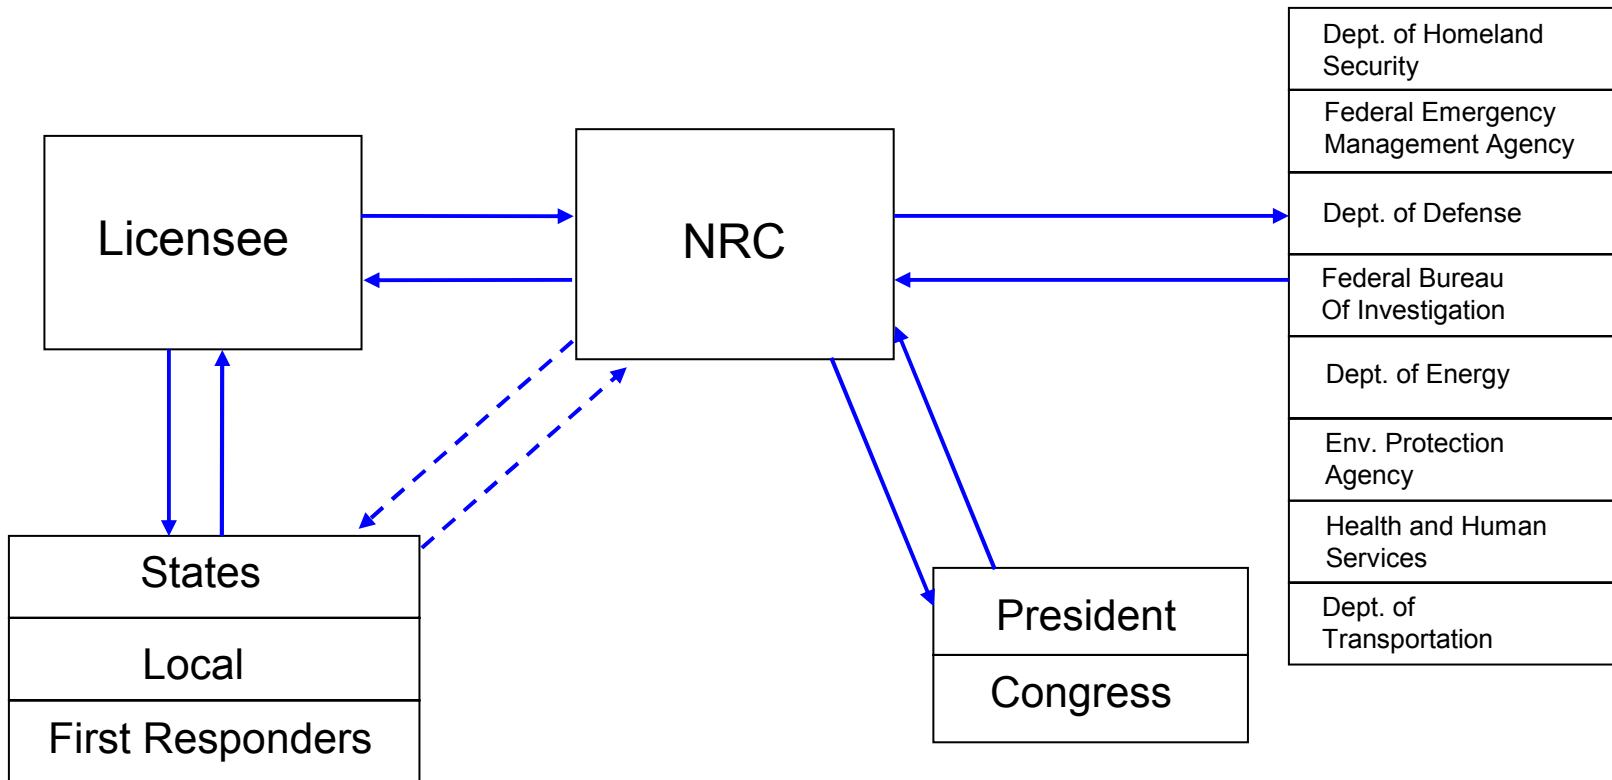 Licensee
NRC
States
Local
First Responders
President
Congress
Dept. of Homeland
Security
Federal Emergency
Management Agency
Dept. of Defense
Federal Bureau
Of Investigation
Dept. of Energy
Env. Protection
Agency
Health and Human
Services
Dept. of
Transportation